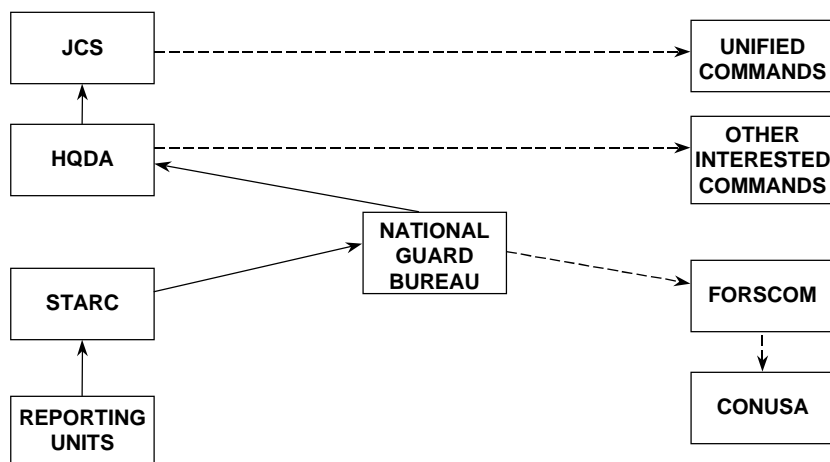 JCS
UNIFIED
COMMANDS
HQDA
OTHER
INTERESTED
COMMANDS
NATIONAL
GUARD
BUREAU
STARC
FORSCOM
REPORTING
UNITS
CONUSA